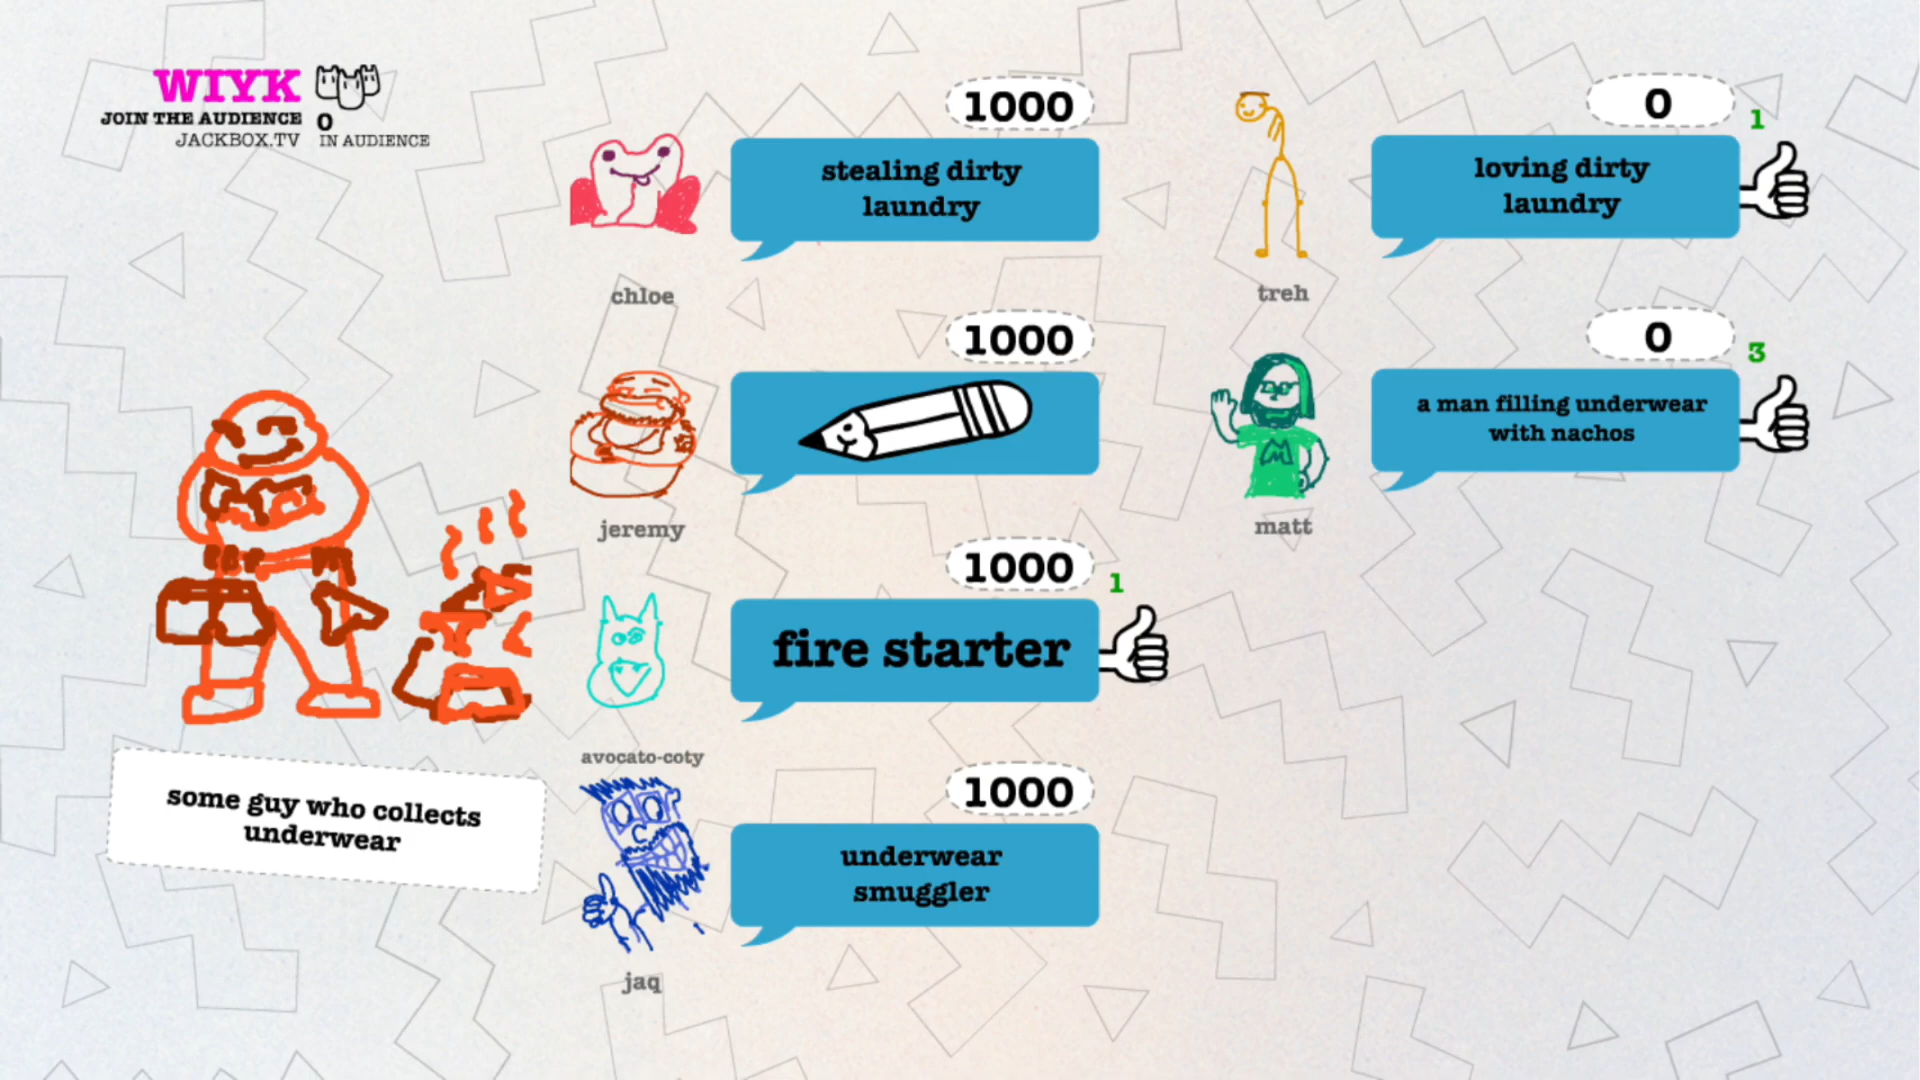 WIYK
JOIN THE AUDIENCE
JACKBOX.TV
0
IN AUDIENCE
1000
stealing dirty
laundry
chloe
0
1
loving dirty
laundry
treh
1000
jeremy
0
3
a man filling underwear
with nachos
matt
1000
1
fire starter
avocato-coty
1000
underwear
smuggler
jaq
some guy who collects
underwear